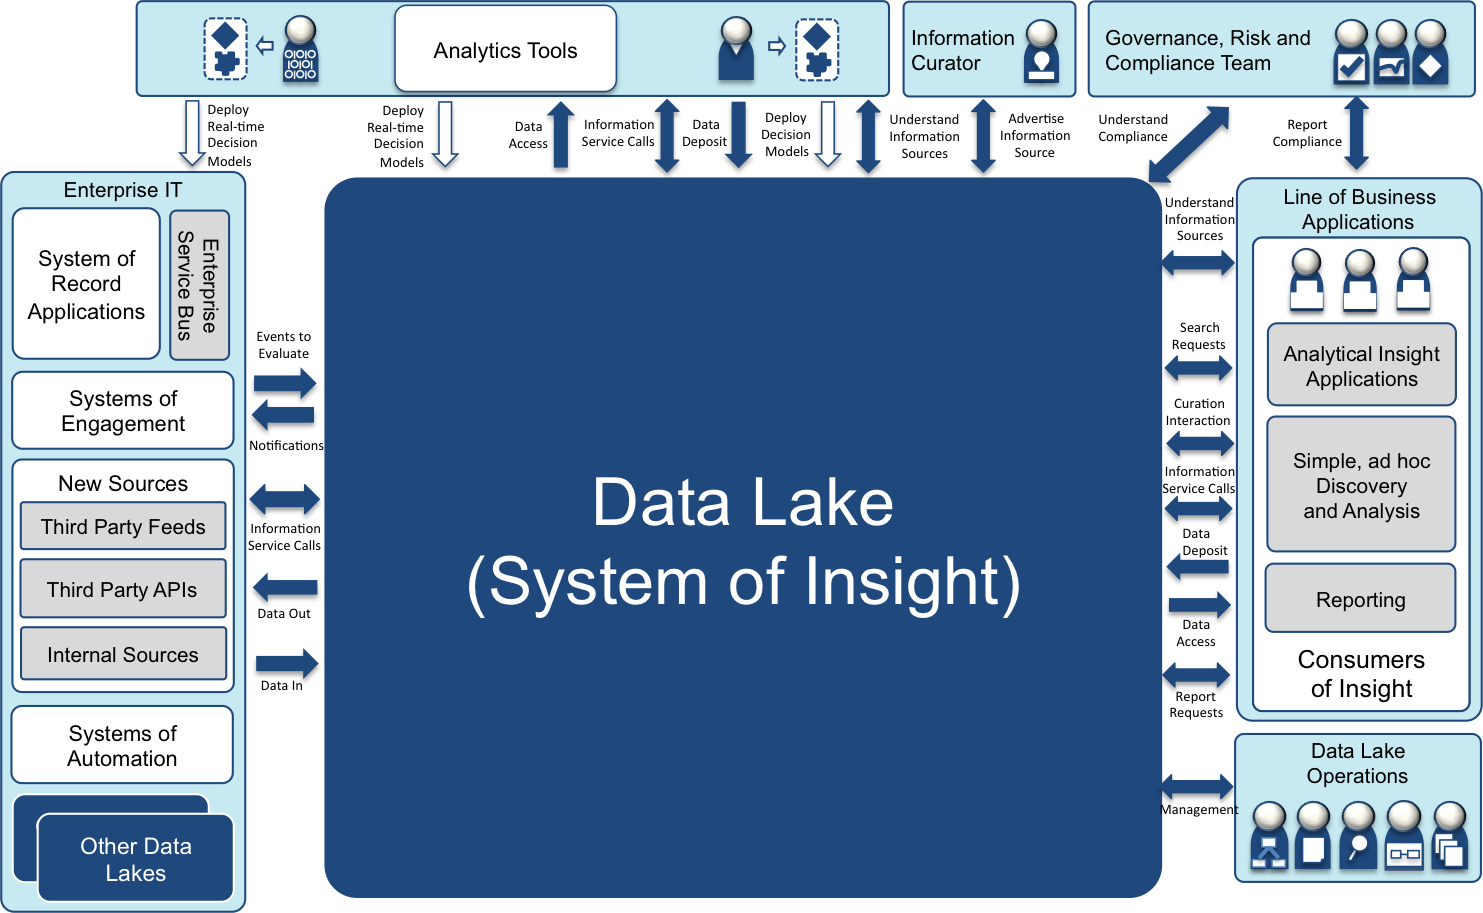 Analytics Tools
Information
Curator
Governance, Risk and
Compliance Team
Deploy
Real-time
Decision
Models
Deploy
Real-time
Decision
Models
Data
Access
Information
Service Calls
Data
Deposit
Deploy
Decision
Models
Understand
Information
Sources
Advertise
Information
Source
Understand
Compliance
Report
Compliance
Enterprise IT
System of
Record
Applications
Enterprise
Service Bus
Systems of
Engagement
New Sources
Third Party Feeds
Third Party APIs
Internal Sources
Systems of
Automation
Other Data
Lakes
Events to
Evaluate
Notifications
Information
Service Calls
Data Out
Data In
Data Lake
(System of Insight)
Understand
Information
Sources
Search
Requests
Curation
Interaction
Information
Service Calls
Data
Deposit
Data
Access
Report
Requests
Management
Line of Business
Applications
Analytical Insight
Applications
Simple, ad hoc
Discovery
and Analysis
Reporting
Consumers
of Insight
Data Lake
Operations